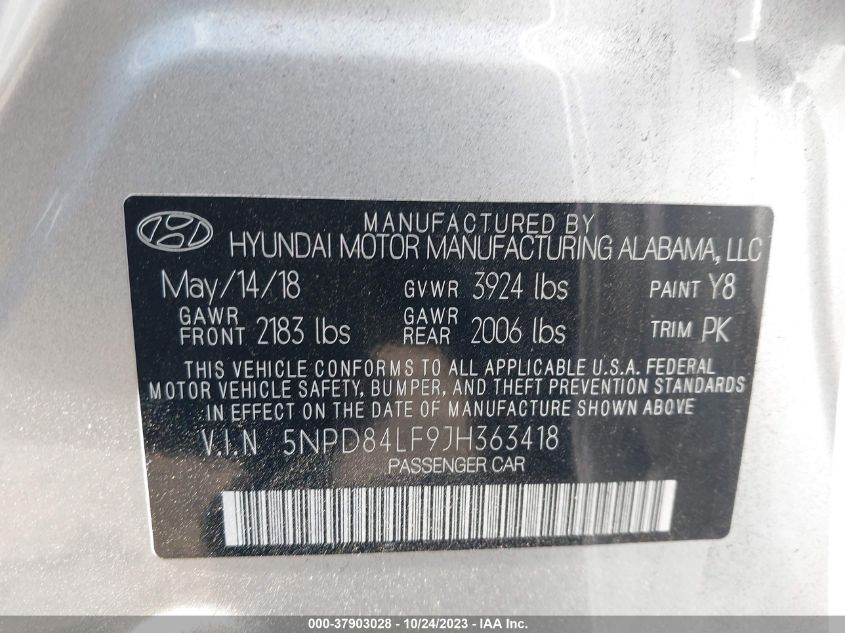 MANUFACTURED BY
HYUNDAI MOTOR MANUFACTURING ALABAMA, LLC
May/14/18 GVWR 3924 lbs PAINT Y8
GAWR FRONT 2183 lbs GAWR REAR 2006 lbs TRIM PK
THIS VEHICLE CONFORMS TO ALL APPLICABLE U.S.A. FEDERAL
MOTOR VEHICLE SAFETY, BUMPER, AND THEFT PREVENTION STANDARDS
IN EFFECT ON THE DATE OF MANUFACTURE SHOWN ABOVE.
V.I.N 5NPD84LF9JH363418
PASSENGER CAR
000-37903028 - 10/24/2023 - IAA Inc.